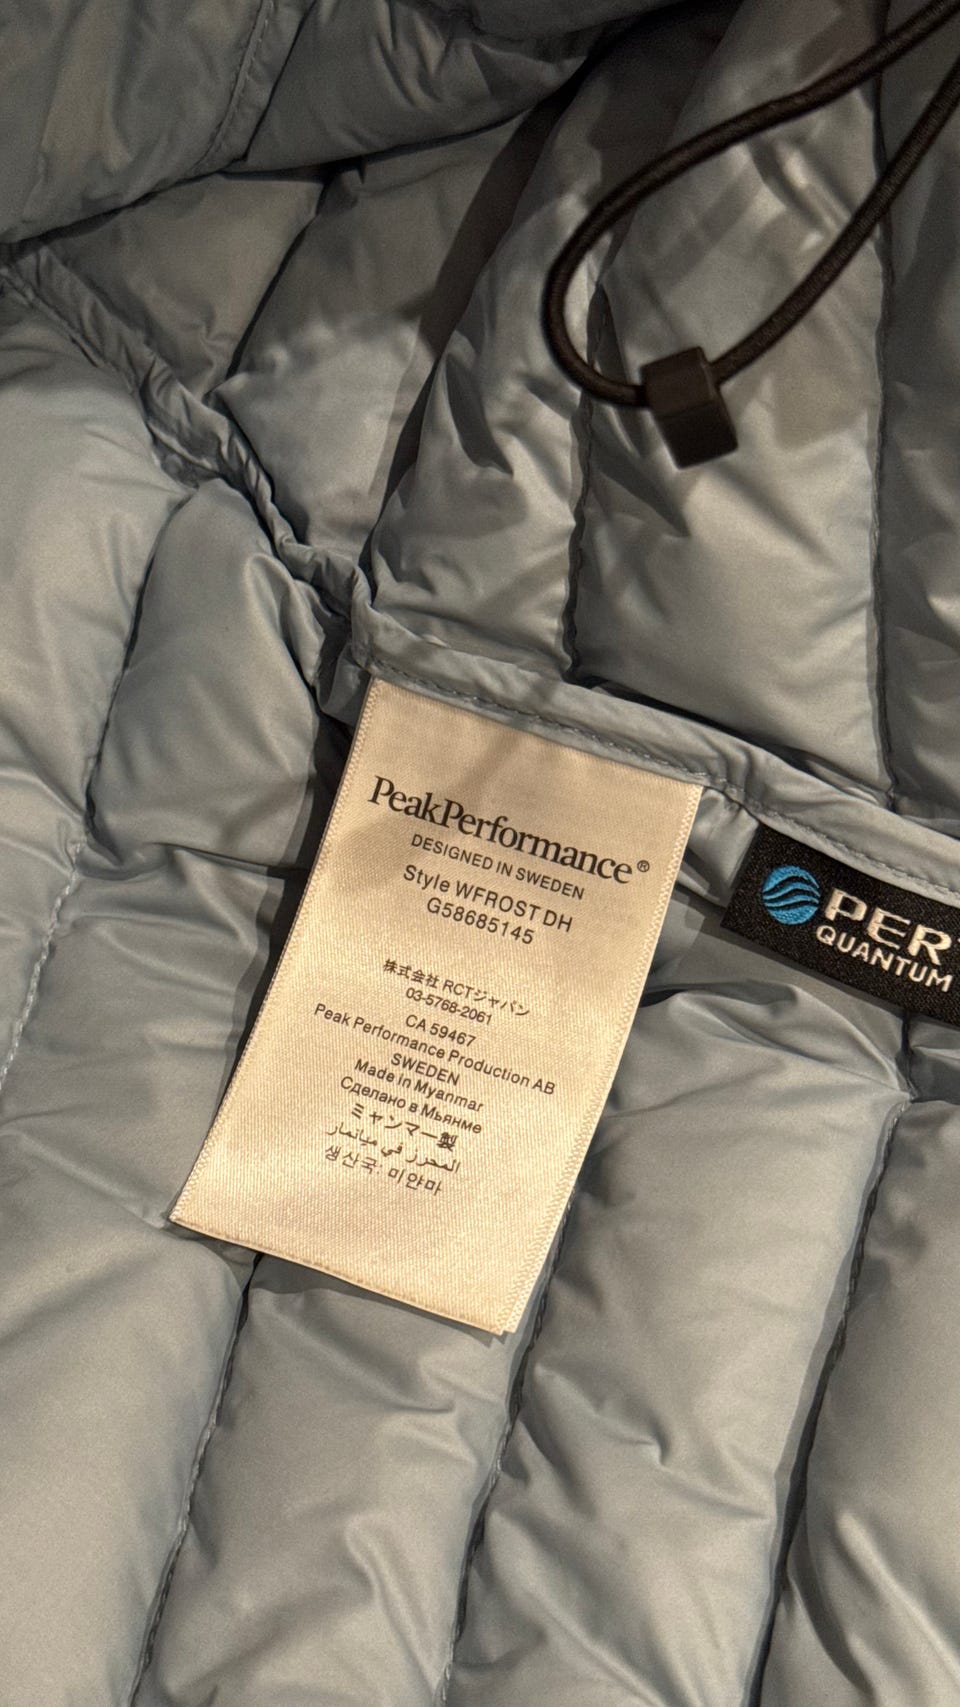 PeakPerformance®
DESIGNED IN SWEDEN
Style WFROST DH
G58685145
株式会社 RCTジャパン
03-5768-2061
CA 59467
Peak Performance Production AB
SWEDEN
Made in Myanmar
Сделано в Мьянме
ミャンマー製
المحرز في ميانمار
생산국: 미얀마
PER
QUANTUM